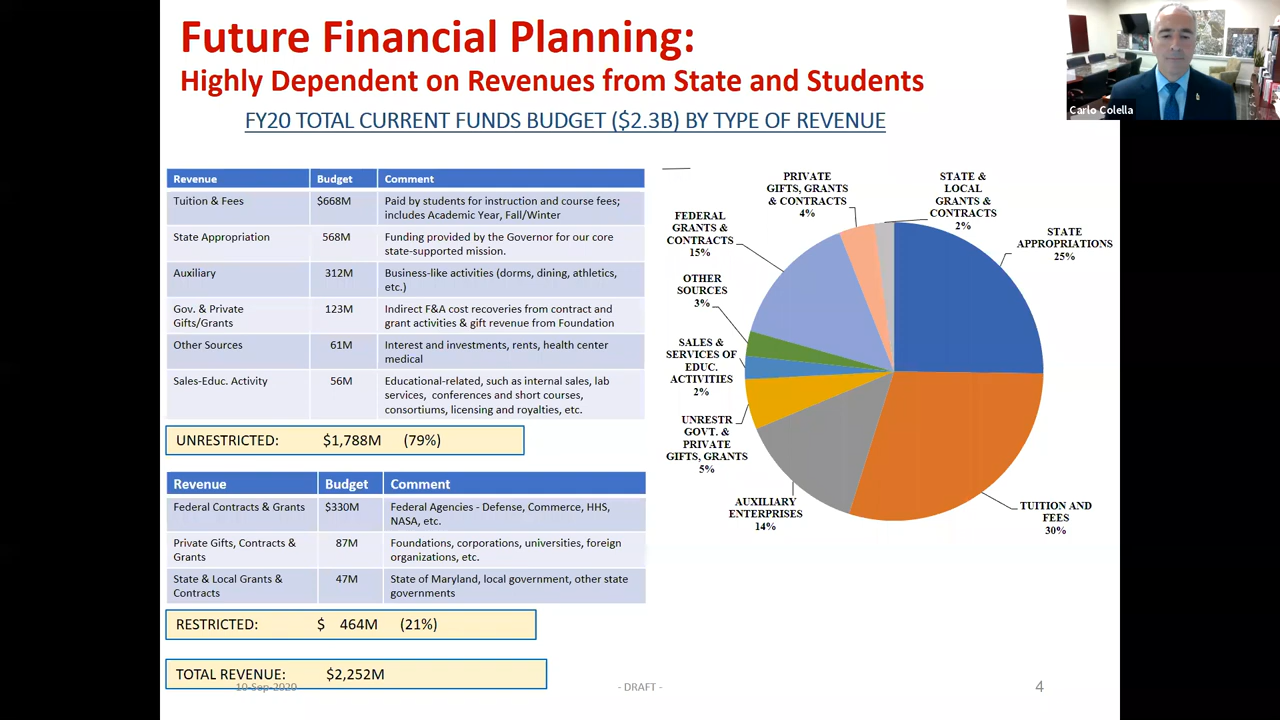 Future Financial Planning:
Highly Dependent on Revenues from State and Students
FY20 TOTAL CURRENT FUNDS BUDGET ($2.3B) BY TYPE OF REVENUE
Carlo Colella
Revenue Budget Comment
Tuition & Fees $668M Paid by students for instruction and course fees;
includes Academic Year, Fall/Winter
State Appropriation 568M Funding provided by the Governor for our core
state-supported mission.
Auxiliary 312M Business-like activities (dorms, dining, athletics,
etc.)
Gov. & Private 123M Indirect F&A cost recoveries from contract and
Gifts/Grants grant activities & gift revenue from Foundation
Other Sources 61M Interest and investments, rents, health center
medical
Sales-Educ. Activity 56M Educational-related, such as internal sales, lab
services, conferences and short courses,
consortiums, licensing and royalties, etc.
UNRESTRICTED: $1,788M (79%)
Revenue Budget Comment
Federal Contracts & Grants $330M Federal Agencies - Defense, Commerce, HHS,
NASA, etc.
Private Gifts, Contracts & 87M Foundations, corporations, universities, foreign
Grants organizations, etc.
State & Local Grants & 47M State of Maryland, local government, other state
Contracts governments
RESTRICTED: $ 464M (21%)
TOTAL REVENUE: $2,252M
PRIVATE
GIFTS, GRANTS
& CONTRACTS
4%
STATE &
LOCAL
GRANTS &
CONTRACTS
2%
FEDERAL
GRANTS &
CONTRACTS
15%
STATE
APPROPRIATIONS
25%
OTHER
SOURCES
3%
SALES &
SERVICES OF
EDUC.
ACTIVITIES
2%
UNRESTR
GOVT. &
PRIVATE
GIFTS, GRANTS
5%
AUXILIARY
ENTERPRISES
14%
TUITION AND
FEES
30%
10-Sep-2020
- DRAFT -
4